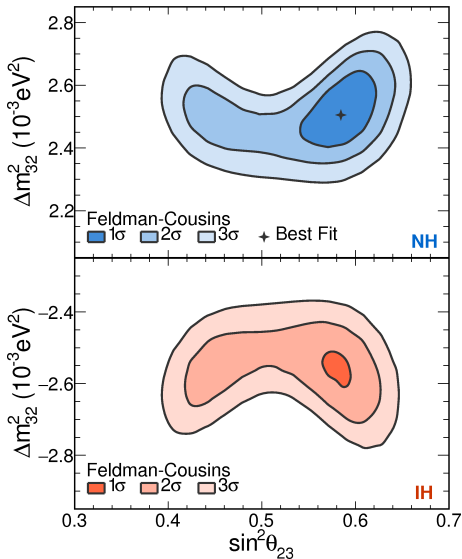 2.8
2.6
2.4
2.2
Δm²₃₂ (10⁻³eV²)
Feldman-Cousins
1σ 2σ 3σ Best Fit
NH
−2.4
−2.6
−2.8
Δm²₃₂ (10⁻³eV²)
Feldman-Cousins
1σ 2σ 3σ
IH
0.3 0.4 0.5 0.6 0.7
sin²θ₂₃